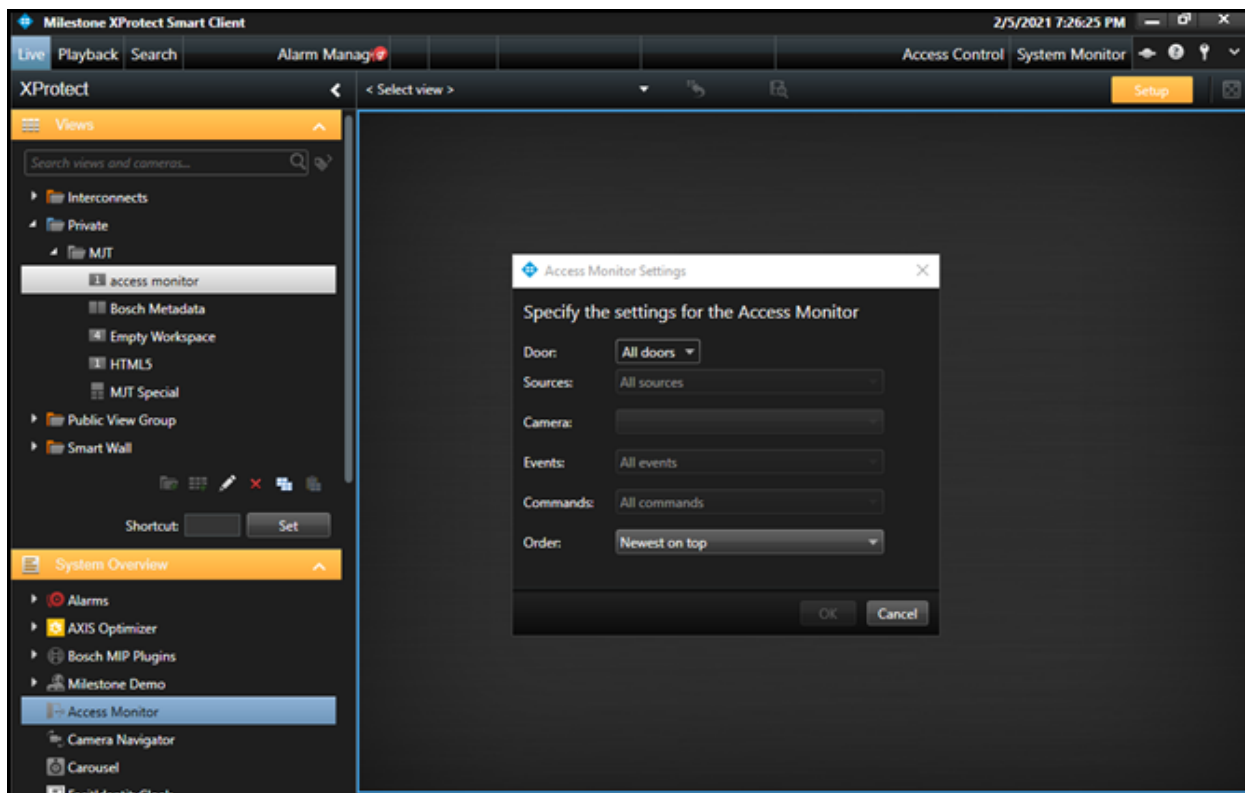 Milestone XProtect Smart Client 2/5/2021 7:26:25 PM
Live Playback Search Alarm Manag Access Control System Monitor
XProtect < Select view > Setup
Views
Search views and cameras...
Interconnects
Private
MJT
access monitor
Bosch Metadata
Empty Workspace
HTML5
MJT Special
Public View Group
Smart Wall
Shortcut: Set
System Overview
Alarms
AXIS Optimizer
Bosch MIP Plugins
Milestone Demo
Access Monitor
Camera Navigator
Carousel
Access Monitor Settings
Specify the settings for the Access Monitor
Door: All doors
Sources: All sources
Camera:
Events: All events
Commands: All commands
Order: Newest on top
OK Cancel